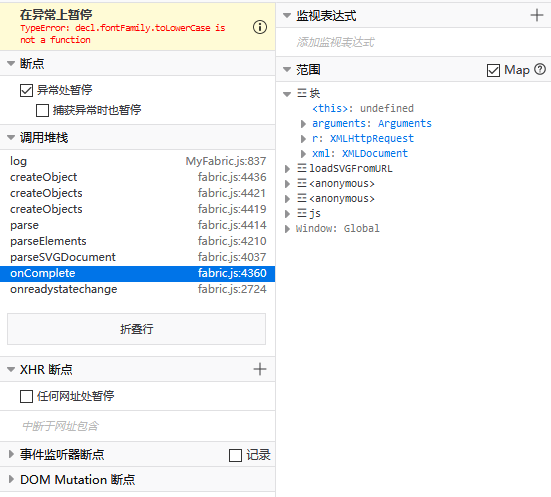 在异常上暂停
TypeError: decl.fontFamily.toLowerCase is
not a function
断点
异常处暂停
捕获异常时也暂停
调用堆栈
log MyFabric.js:837
createObject fabric.js:4436
createObjects fabric.js:4421
createObjects fabric.js:4419
parse fabric.js:4414
parseElements fabric.js:4210
parseSVGDocument fabric.js:4037
onComplete fabric.js:4360
onreadystatechange fabric.js:2724
折叠行
XHR 断点
任何网址处暂停
中断于网址包含
事件监听器断点 记录
DOM Mutation 断点
监视表达式
添加监视表达式
范围 Map
块
<this>: undefined
arguments: Arguments
r: XMLHttpRequest
xml: XMLDocument
loadSVGFromURL
<anonymous>
<anonymous>
js
Window: Global